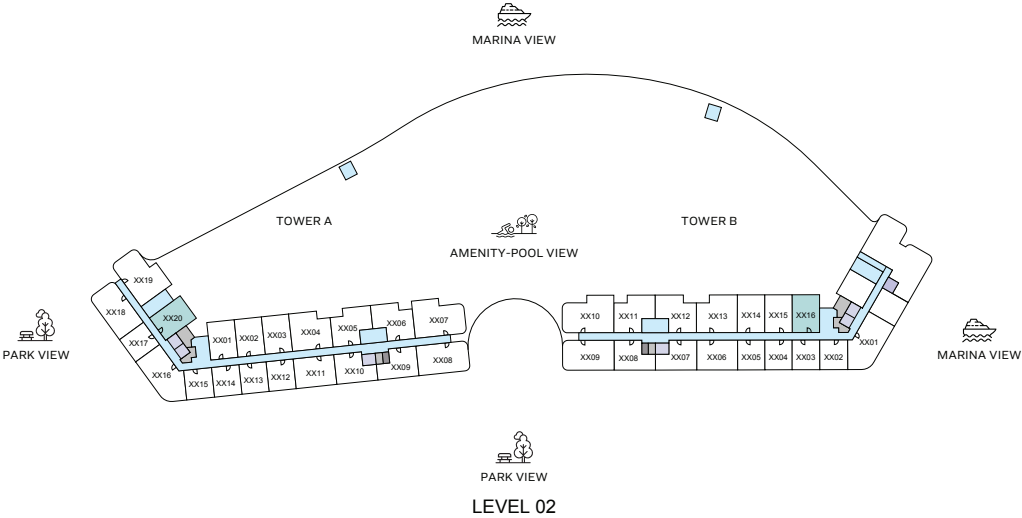 MARINA VIEW
TOWER A
TOWER B
AMENITY-POOL VIEW
XX19
XX18
XX20
XX17
XX16
XX01
XX02
XX03
XX04
XX05
XX06
XX07
XX15
XX14
XX13
XX12
XX11
XX10
XX09
XX08
XX10
XX11
XX12
XX13
XX14
XX15
XX16
XX09
XX08
XX07
XX06
XX05
XX04
XX03
XX02
XX01
PARK VIEW
MARINA VIEW
PARK VIEW
LEVEL 02